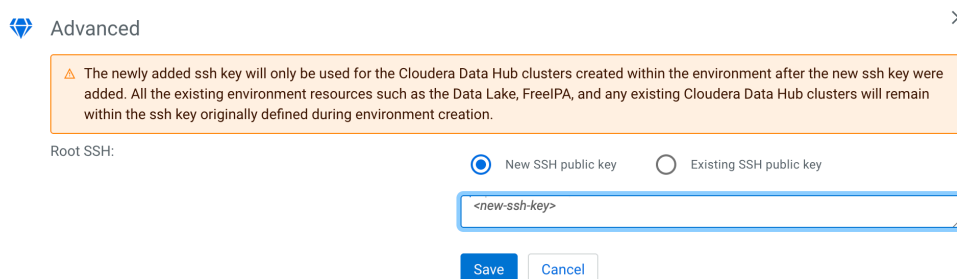 Advanced
The newly added ssh key will only be used for the Cloudera Data Hub clusters created within the environment after the new ssh key were
added. All the existing environment resources such as the Data Lake, FreeIPA, and any existing Cloudera Data Hub clusters will remain
within the ssh key originally defined during environment creation.
Root SSH:
New SSH public key Existing SSH public key
<new-ssh-key>
Save Cancel